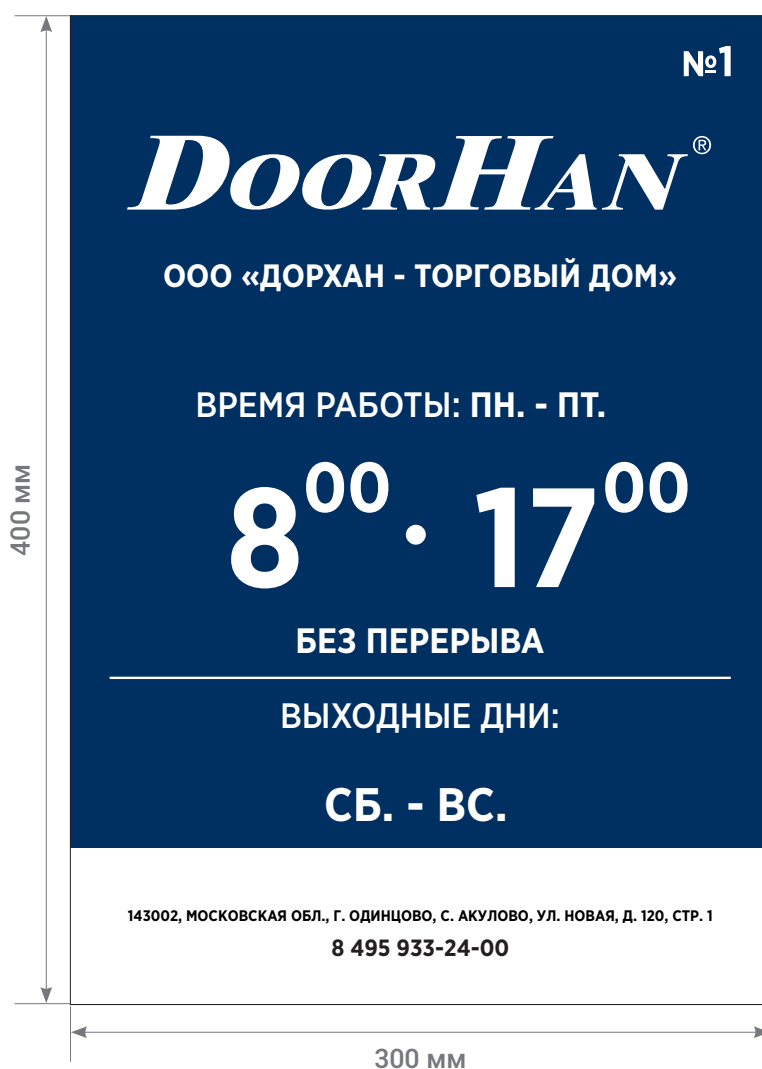 №1
DOORHAN®
ООО «ДОРХАН - ТОРГОВЫЙ ДОМ»
ВРЕМЯ РАБОТЫ: ПН. - ПТ.
8⁰⁰ · 17⁰⁰
БЕЗ ПЕРЕРЫВА
ВЫХОДНЫЕ ДНИ:
СБ. - ВС.
143002, МОСКОВСКАЯ ОБЛ., Г. ОДИНЦОВО, С. АКУЛОВО, УЛ. НОВАЯ, Д. 120, СТР. 1
8 495 933-24-00
400 мм
300 мм